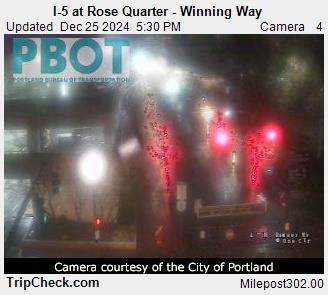 I-5 at Rose Quarter - Winning Way
Updated Dec 25 2024 5:30 PM Camera 4
PBOT
PORTLAND BUREAU OF TRANSPORTATION
Camera courtesy of the City of Portland
TripCheck.com Milepost302.00